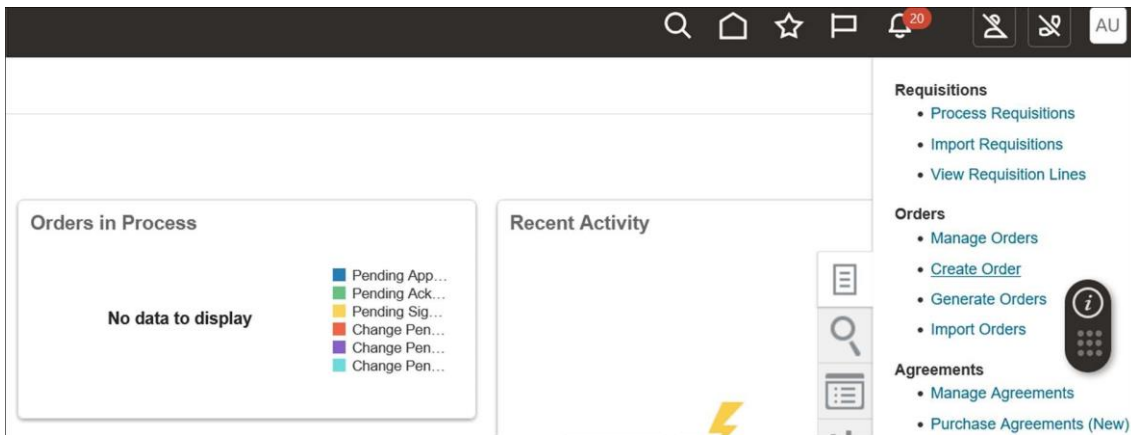 20
AU
Requisitions
Process Requisitions
Import Requisitions
View Requisition Lines
Orders in Process
Pending App...
Pending Ack...
Pending Sig...
Change Pen...
Change Pen...
Change Pen...
No data to display
Recent Activity
Orders
Manage Orders
Create Order
Generate Orders
Import Orders
i
Agreements
Manage Agreements
Purchase Agreements (New)